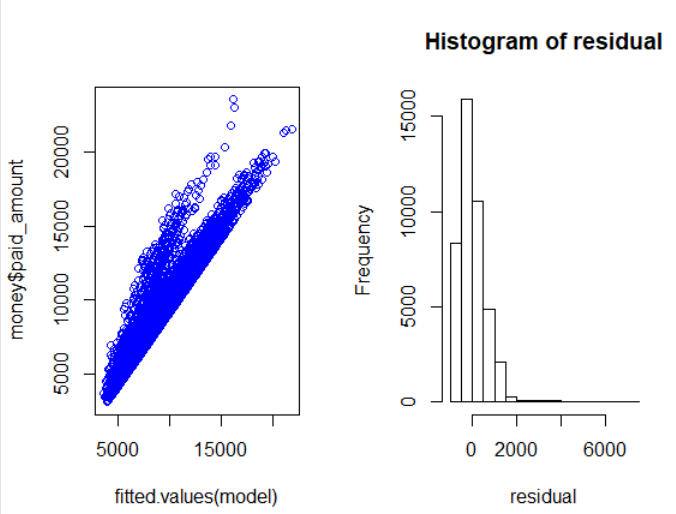 Histogram of residual
money$paid_amount
5000 10000 15000 20000
5000 15000
fitted.values(model)
Frequency
0 5000 10000 15000
0 2000 6000
residual